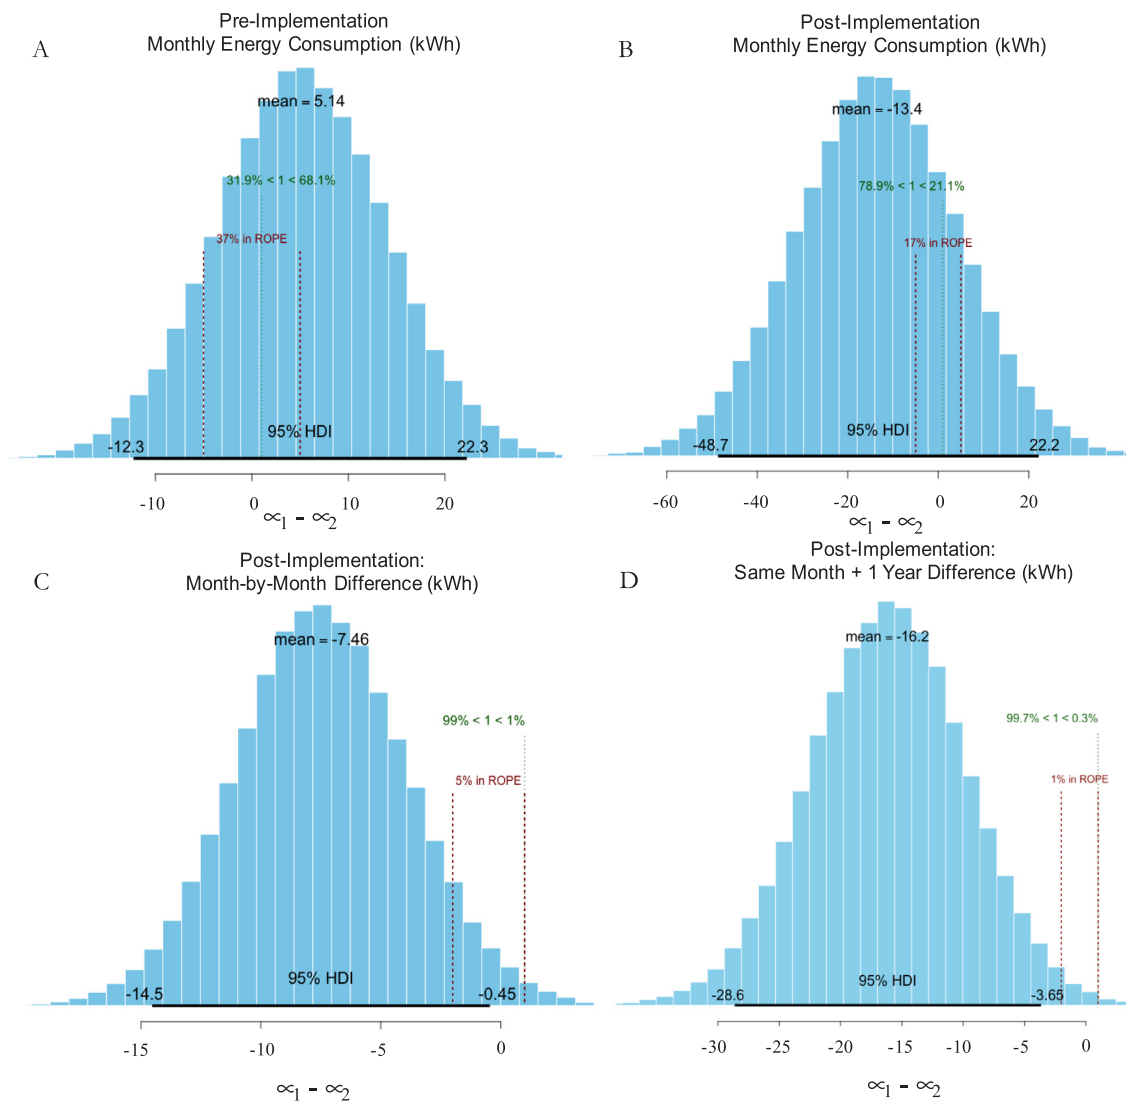 A
Pre-Implementation
Monthly Energy Consumption (kWh)
mean = 5.14
31.9% < 1 < 68.1%
37% in ROPE
95% HDI
-12.3
22.3
-10 0 10 20
∝1 - ∝2
B
Post-Implementation
Monthly Energy Consumption (kWh)
mean = -13.4
78.9% < 1 < 21.1%
17% in ROPE
95% HDI
-48.7
22.2
-60 -40 -20 0 20
∝1 - ∝2
C
Post-Implementation:
Month-by-Month Difference (kWh)
mean = -7.46
99% < 1 < 1%
5% in ROPE
95% HDI
-14.5
-0.45
-15 -10 -5 0
∝1 - ∝2
D
Post-Implementation:
Same Month + 1 Year Difference (kWh)
mean = -16.2
99.7% < 1 < 0.3%
1% in ROPE
95% HDI
-28.6
-3.65
-30 -25 -20 -15 -10 -5 0
∝1 - ∝2